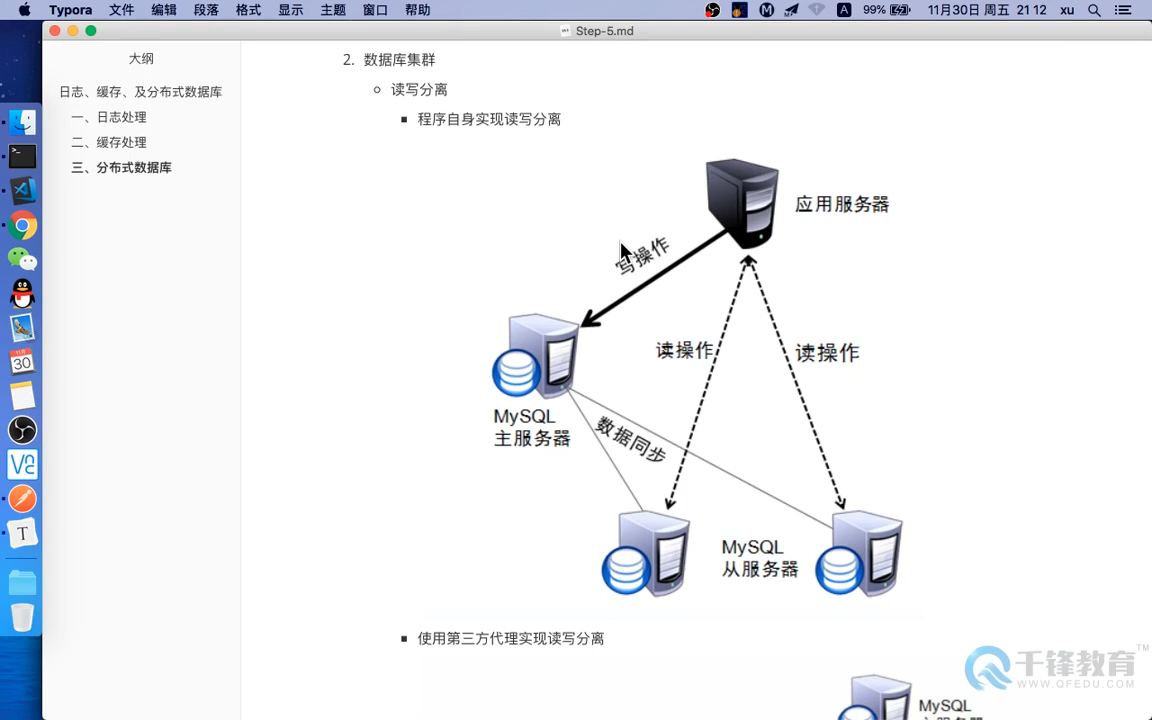 Typora 文件 编辑 段落 格式 显示 主题 窗口 帮助 99% 11月30日 周五 21 12 xu
Step-5.md
大纲
日志、缓存、及分布式数据库
一、日志处理
二、缓存处理
三、分布式数据库
2. 数据库集群
读写分离
程序自身实现读写分离
应用服务器
写操作
读操作
读操作
MySQL
主服务器
数据同步
MySQL
从服务器
使用第三方代理实现读写分离
MySQL
千锋教育 TM
WWW.QFEDU.COM